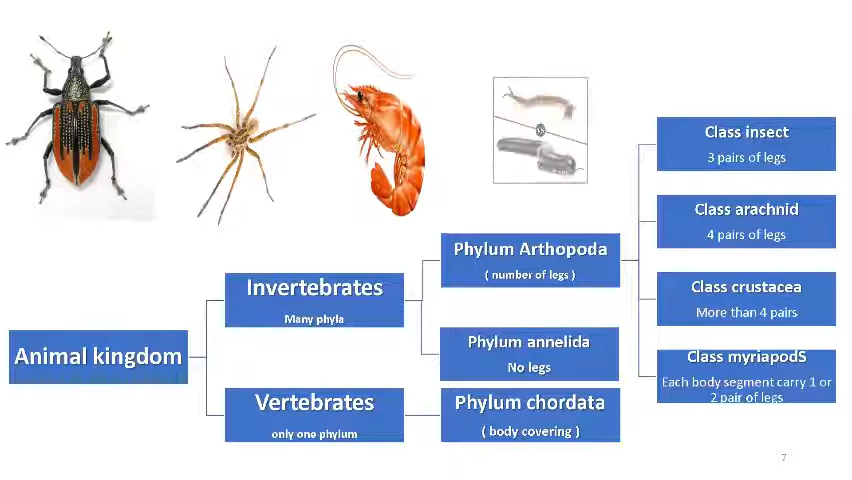 Animal kingdom
Invertebrates
Many phyla
Vertebrates
only one phylum
Phylum Arthopoda
( number of legs )
Phylum annelida
No legs
Phylum chordata
( body covering )
Class insect
3 pairs of legs
Class arachnid
4 pairs of legs
Class crustacea
More than 4 pairs
Class myriapodS
Each body segment carry 1 or
2 pair of legs
7